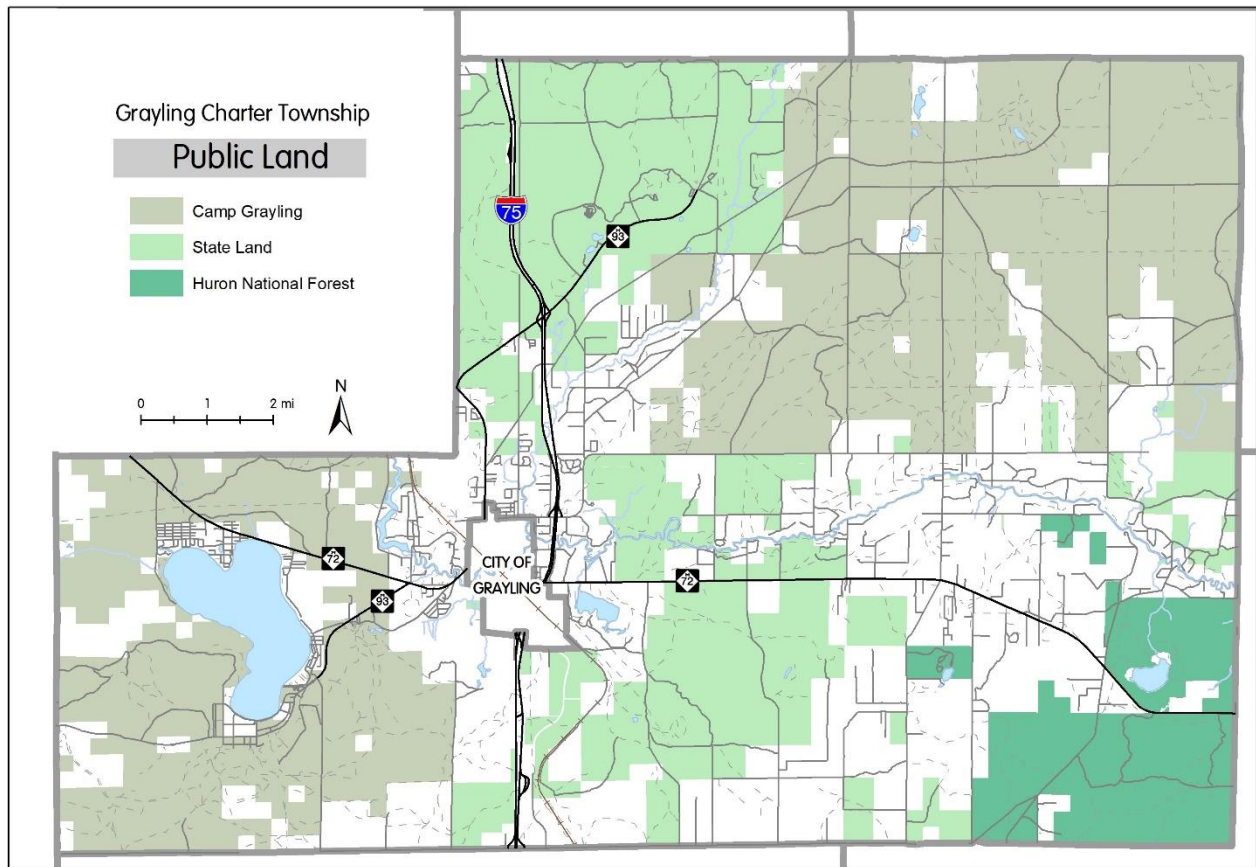 Grayling Charter Township
Public Land
Camp Grayling
State Land
Huron National Forest
75
93
N
0 1 2 mi
72
CITY OF
GRAYLING
72
93